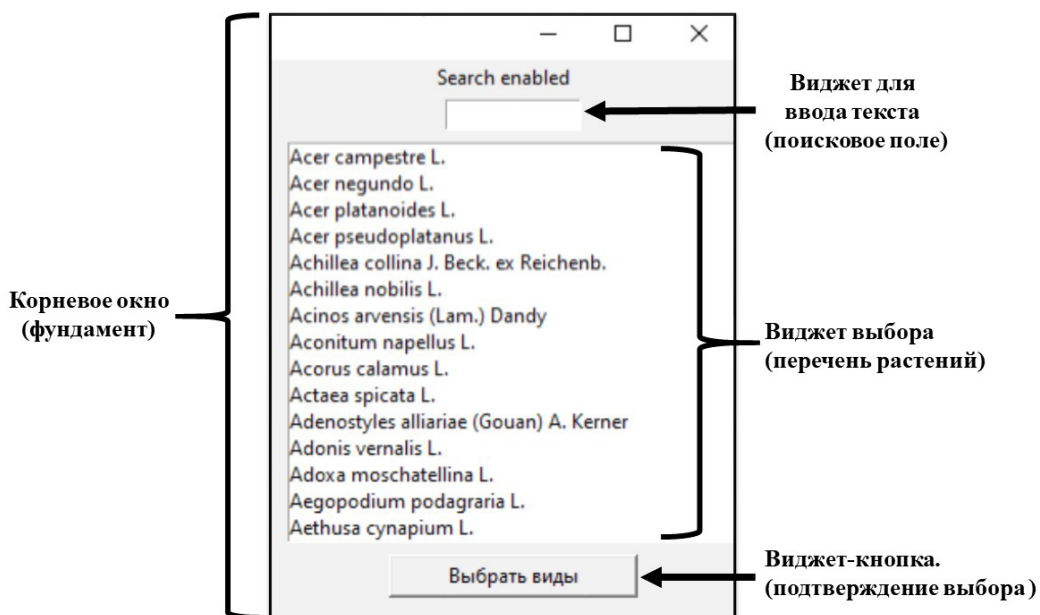 Search enabled
Виджет для
ввода текста
(поисковое поле)
Acer campestre L.
Acer negundo L.
Acer platanoides L.
Acer pseudoplatanus L.
Achillea collina J. Beck. ex Reichenb.
Achillea nobilis L.
Acinos arvensis (Lam.) Dandy
Aconitum napellus L.
Acorus calamus L.
Actaea spicata L.
Adenostyles alliariae (Gouan) A. Kerner
Adonis vernalis L.
Adoxa moschatellina L.
Aegopodium podagraria L.
Aethusa cynapium L.
Корневое окно
(фундамент)
Виджет выбора
(перечень растений)
Выбрать виды
Виджет-кнопка.
(подтверждение выбора)